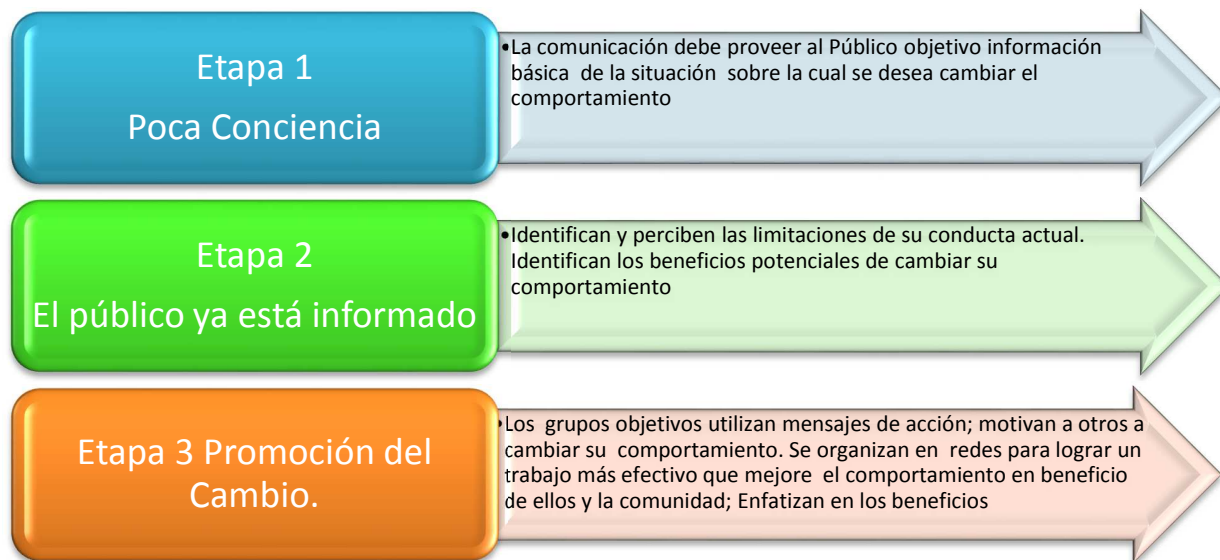 Etapa 1
Poca Conciencia
•La comunicación debe proveer al Público objetivo información
básica de la situación sobre la cual se desea cambiar el
comportamiento
Etapa 2
El público ya está informado
•Identifican y perciben las limitaciones de su conducta actual.
Identifican los beneficios potenciales de cambiar su
comportamiento
Etapa 3 Promoción del
Cambio.
•Los grupos objetivos utilizan mensajes de acción; motivan a otros a
cambiar su comportamiento. Se organizan en redes para lograr un
trabajo más efectivo que mejore el comportamiento en beneficio
de ellos y la comunidad; Enfatizan en los beneficios